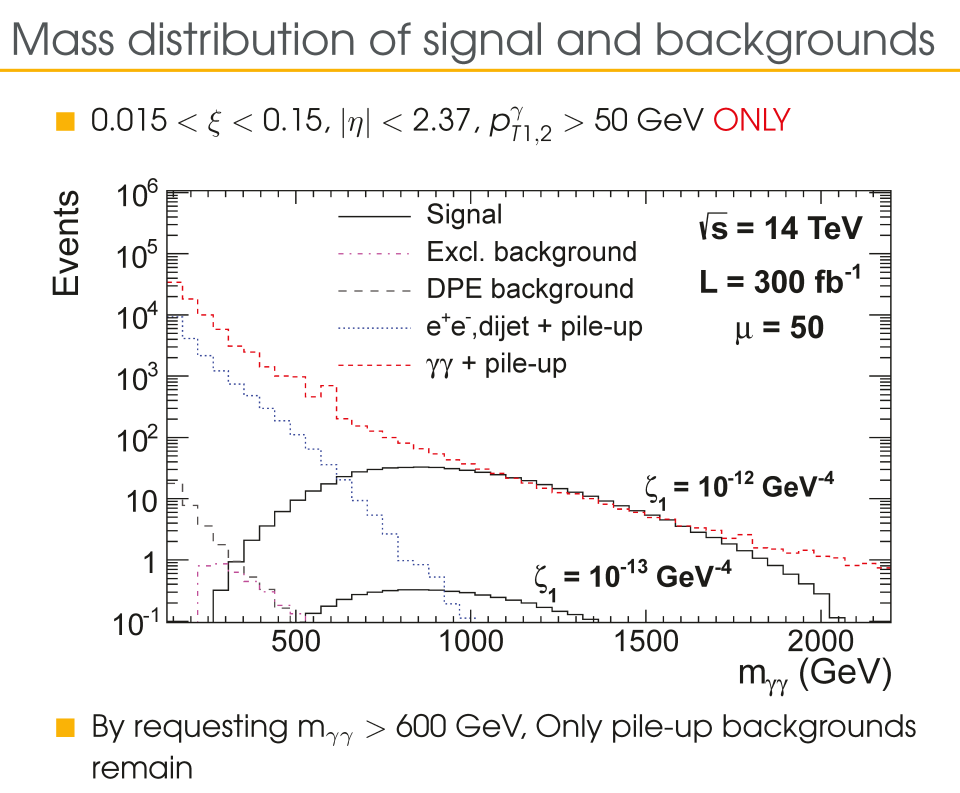 Mass distribution of signal and backgrounds
0.015 < ξ < 0.15, |η| < 2.37, p^γ_{T1,2} > 50 GeV ONLY
Events
10^6
10^5
10^4
10^3
10^2
10
1
10^-1
Signal
Excl. background
DPE background
e^+e^-,dijet + pile-up
γγ + pile-up
√s = 14 TeV
L = 300 fb^-1
μ = 50
ζ_1 = 10^-12 GeV^-4
ζ_1 = 10^-13 GeV^-4
500 1000 1500 2000
m_γγ (GeV)
By requesting m_γγ > 600 GeV, Only pile-up backgrounds
remain